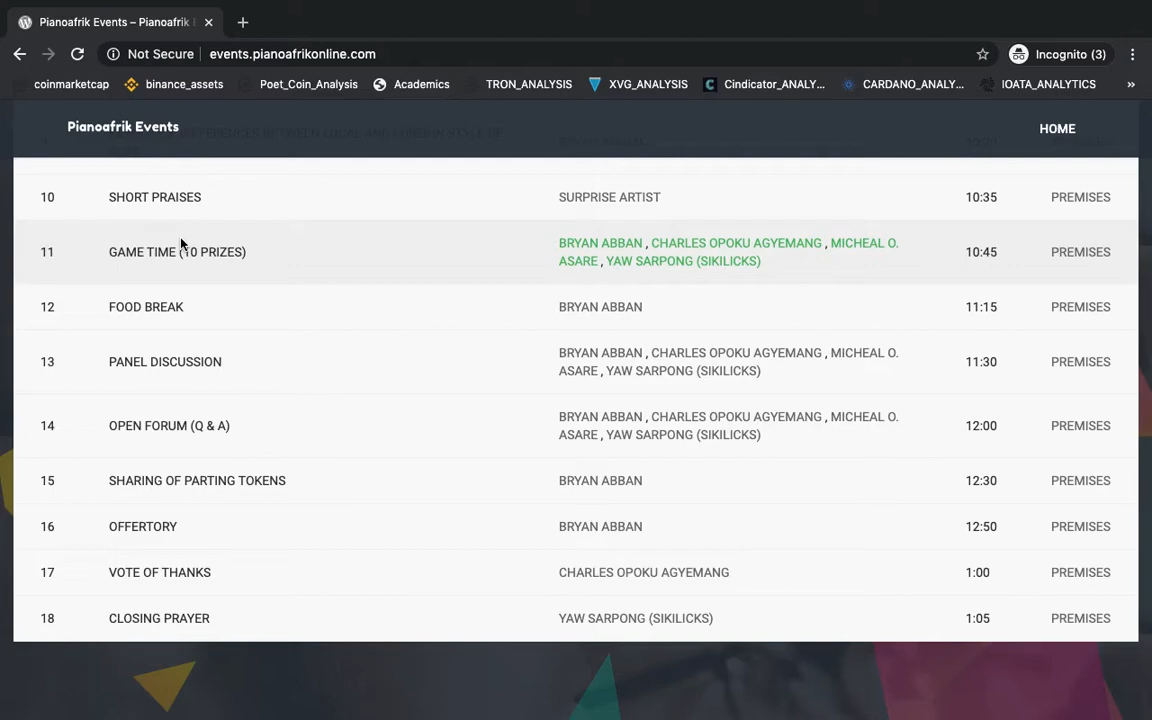 Pianoafrik Events – Pianoafrik
Not Secure events.pianoafrikonline.com Incognito (3)
coinmarketcap binance_assets Poet_Coin_Analysis Academics TRON_ANALYSIS XVG_ANALYSIS Cindicator_ANALY... CARDANO_ANALY... IOATA_ANALYTICS »
Pianoafrik Events HOME
10 SHORT PRAISES SURPRISE ARTIST 10:35 PREMISES
11 GAME TIME (10 PRIZES) BRYAN ABBAN , CHARLES OPOKU AGYEMANG , MICHEAL O. 10:45 PREMISES
ASARE , YAW SARPONG (SIKILICKS)
12 FOOD BREAK BRYAN ABBAN 11:15 PREMISES
13 PANEL DISCUSSION BRYAN ABBAN , CHARLES OPOKU AGYEMANG , MICHEAL O. 11:30 PREMISES
ASARE , YAW SARPONG (SIKILICKS)
14 OPEN FORUM (Q & A) BRYAN ABBAN , CHARLES OPOKU AGYEMANG , MICHEAL O. 12:00 PREMISES
ASARE , YAW SARPONG (SIKILICKS)
15 SHARING OF PARTING TOKENS BRYAN ABBAN 12:30 PREMISES
16 OFFERTORY BRYAN ABBAN 12:50 PREMISES
17 VOTE OF THANKS CHARLES OPOKU AGYEMANG 1:00 PREMISES
18 CLOSING PRAYER YAW SARPONG (SIKILICKS) 1:05 PREMISES